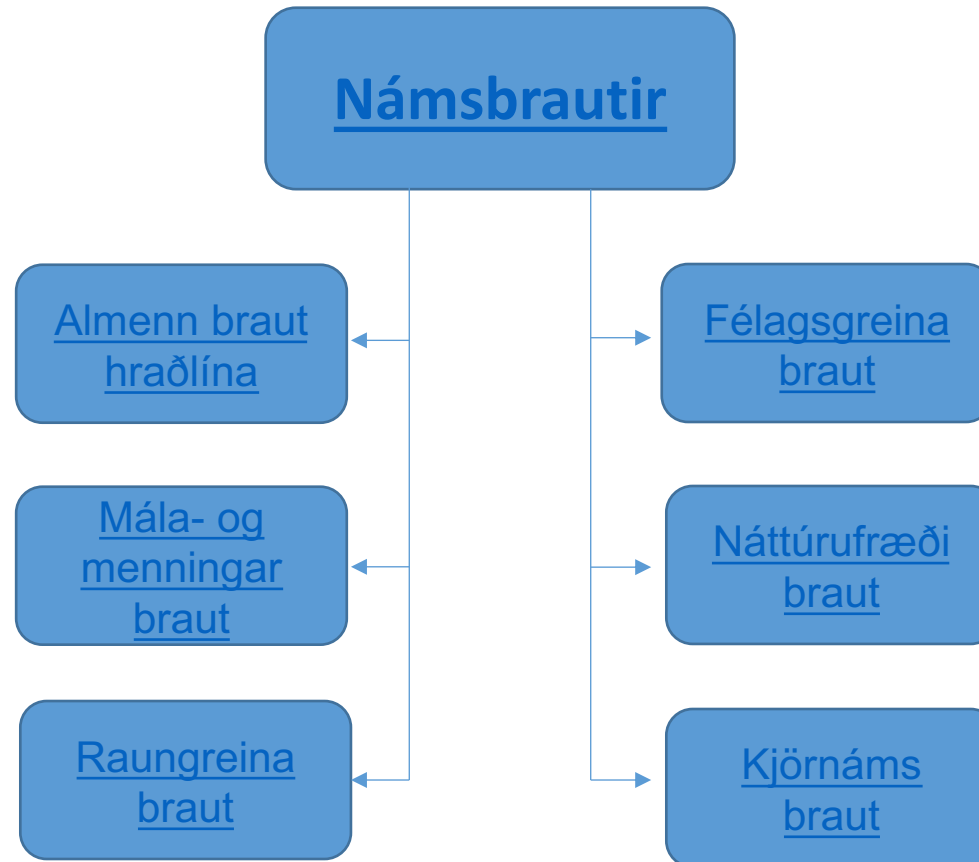 Námsbrautir
Almenn braut
hraðlína
Félagsgreina
braut
Mála- og
menningar
braut
Náttúrufræði
braut
Raungreina
braut
Kjörnáms
braut